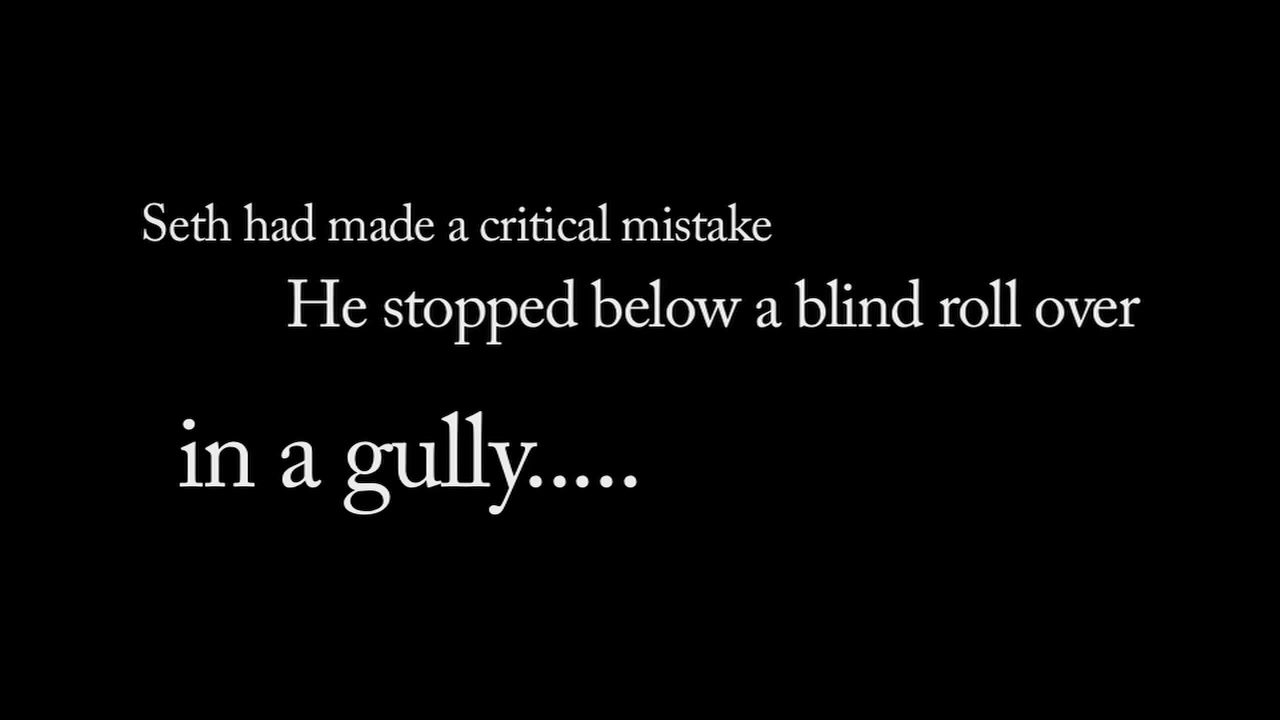 Seth had made a critical mistake
He stopped below a blind roll over
in a gully.....